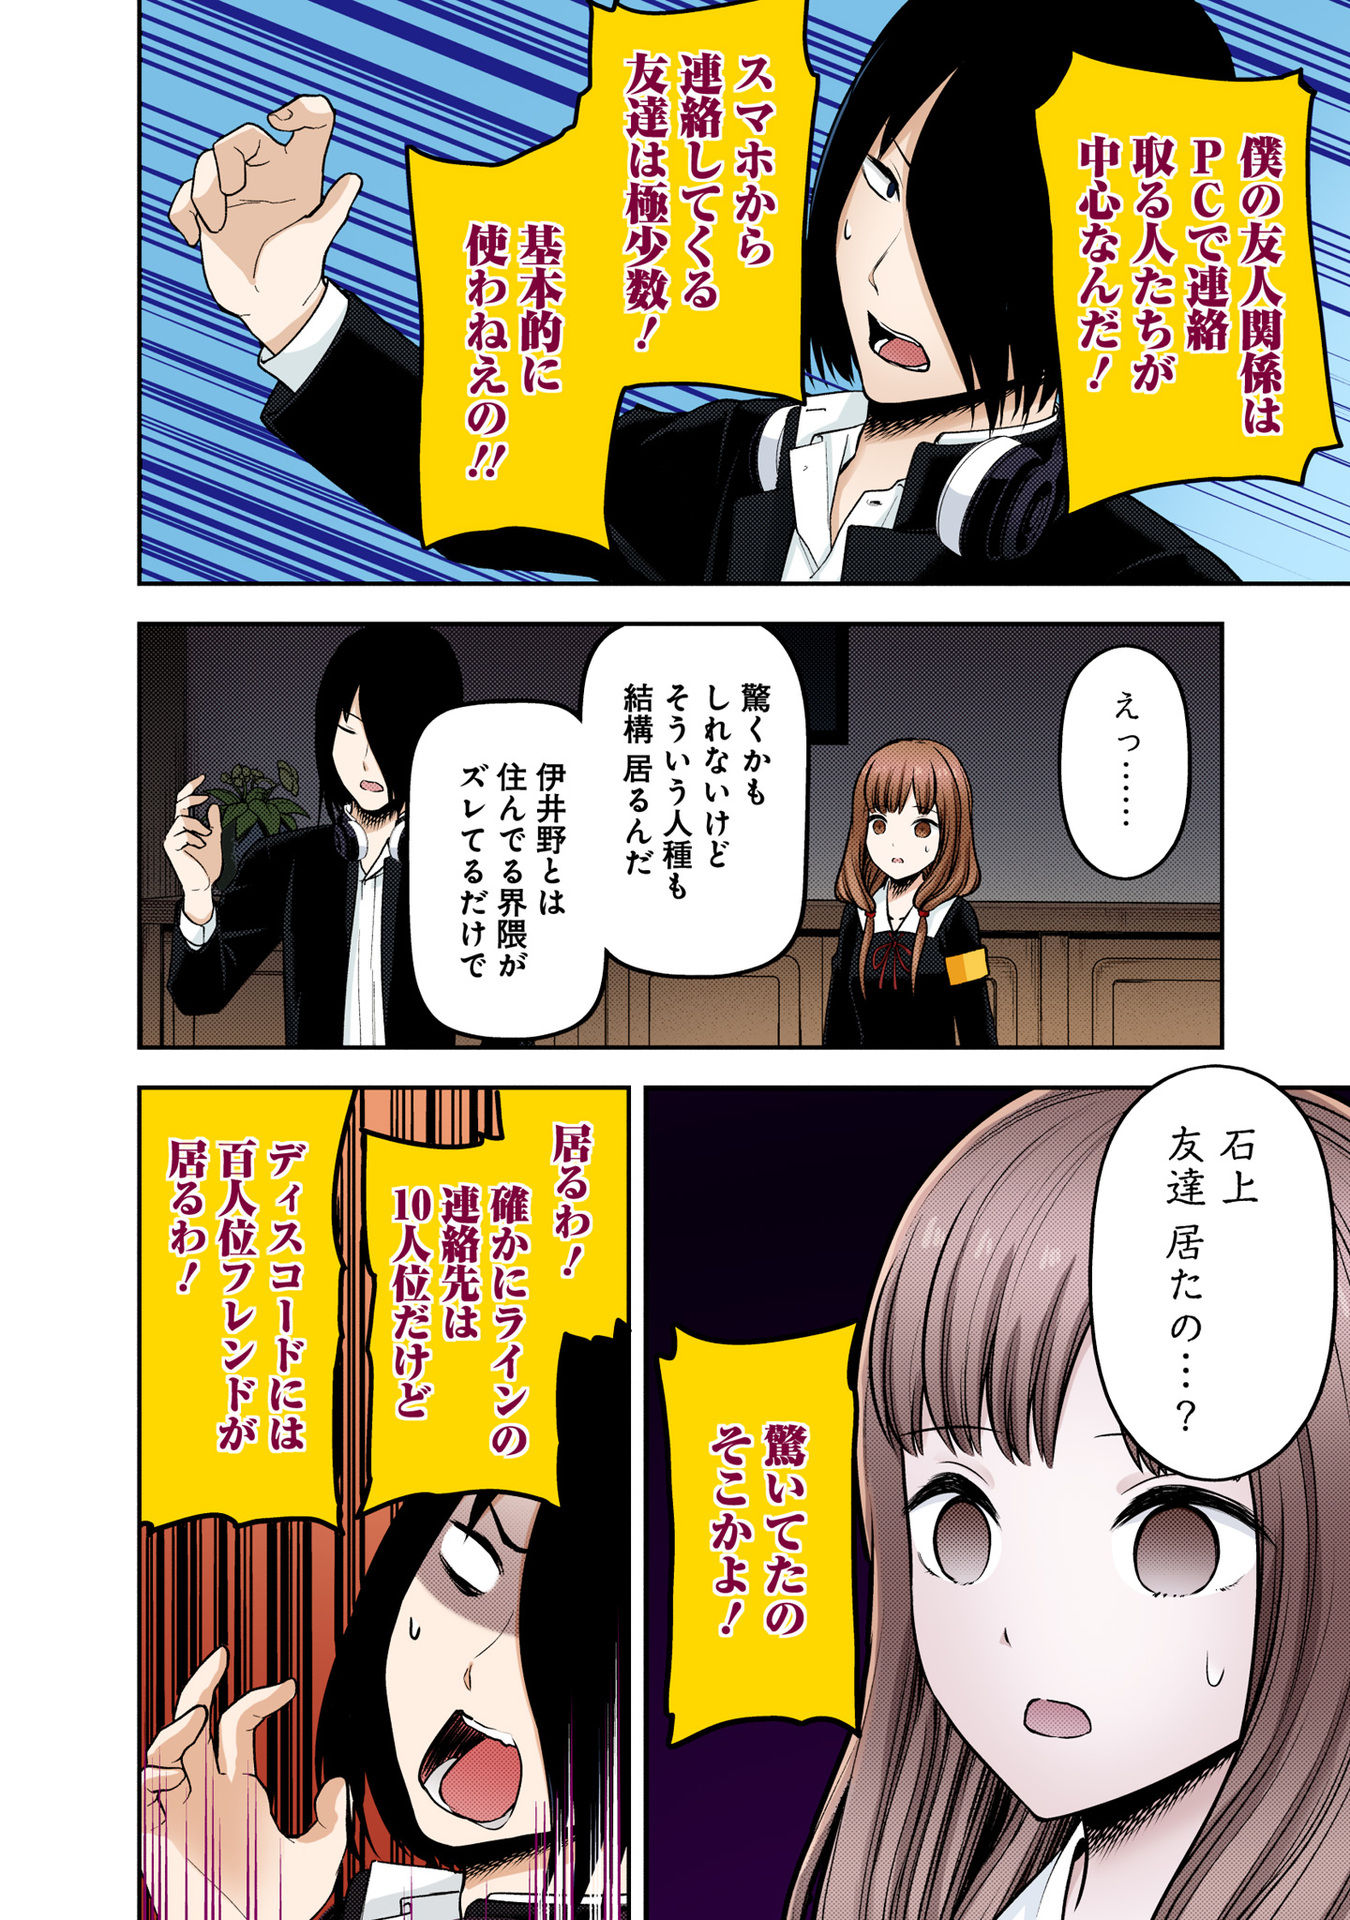 僕の友人関係は
PCで連絡
取る人たちが
中心なんだ！
スマホから
連絡してくる
友達は極少数！
基本的に
使わねえの!!
えっ……
驚くかも
しれないけど
そういう人種も
結構 居るんだ
伊井野とは
住んでる界隈が
ズレてるだけで
石上
友達 居たの…？
驚いてたの
そこかよ！
居るわ！
確かにラインの
連絡先は
10人位だけど
ディスコードには
百人位フレンドが
居るわ！